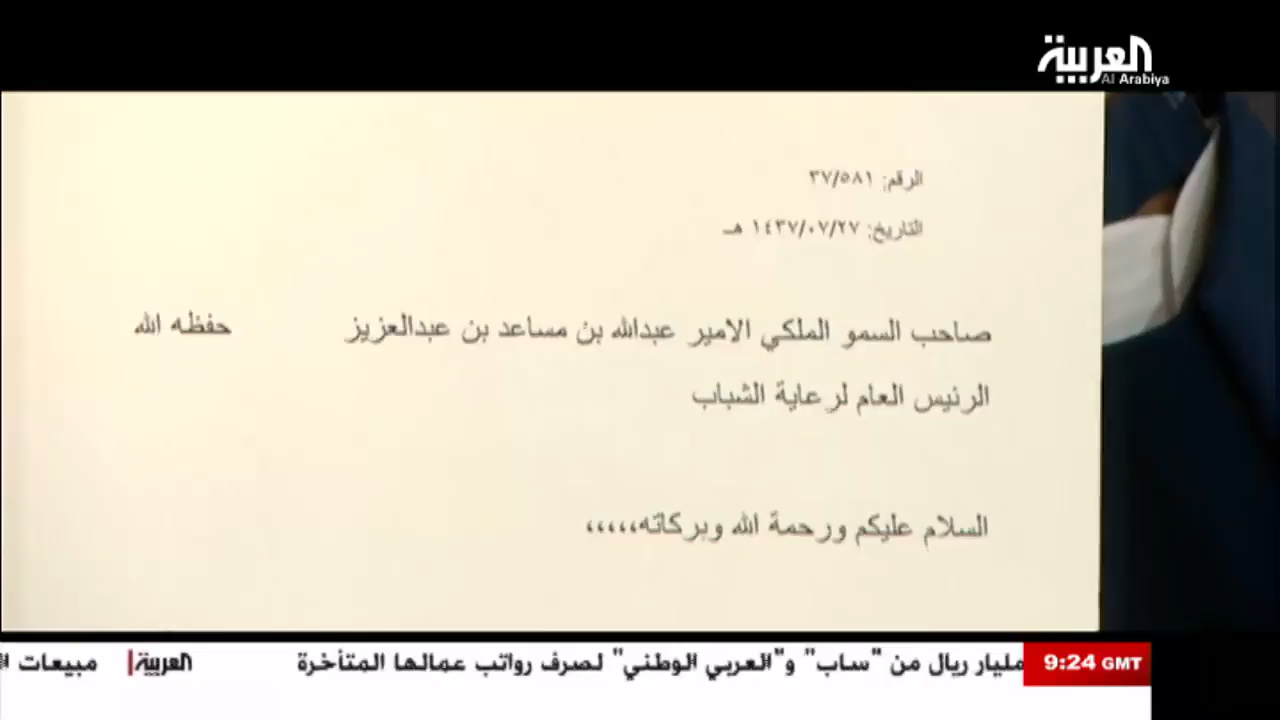 العربية
Al Arabiya
الرقم: ٣٧/٥٨١
التاريخ: ١٤٣٧/٠٧/٢٧ هـ
صاحب السمو الملكي الامير عبدالله بن مساعد بن عبدالعزيز حفظه الله
الرئيس العام لرعاية الشباب
السلام عليكم ورحمة الله وبركاته،،،،،
9:24 GMT مليار ريال من "ساب" و"العربي الوطني" لصرف رواتب عمالها المتأخرة العربية مبيعات